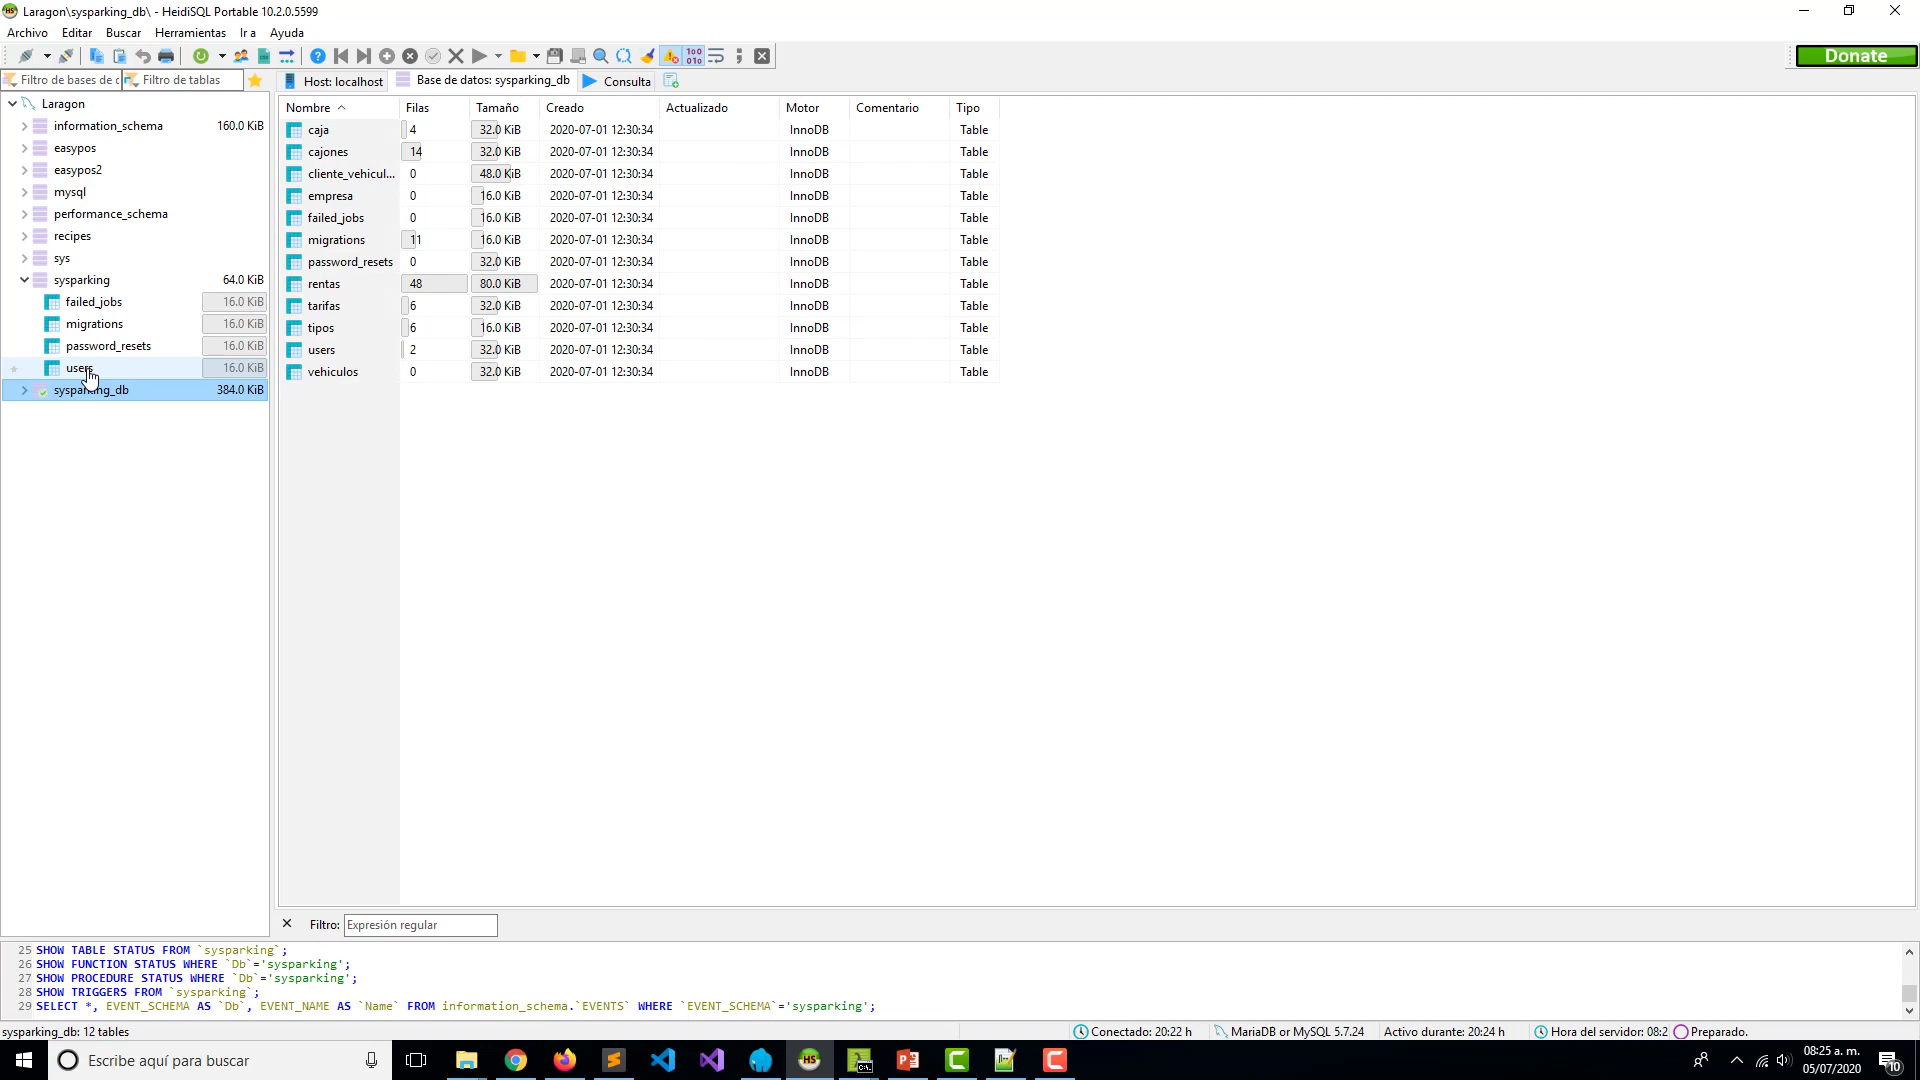 Laragon\sysparking_db\ - HeidiSQL Portable 10.2.0.5599
Archivo Editar Buscar Herramientas Ir a Ayuda
Donate
Filtro de bases de d Filtro de tablas
Host: localhost Base de datos: sysparking_db Consulta
Laragon
information_schema 160.0 KiB
easypos
easypos2
mysql
performance_schema
recipes
sys
sysparking 64.0 KiB
failed_jobs 16.0 KiB
migrations 16.0 KiB
password_resets 16.0 KiB
users 16.0 KiB
sysparking_db 384.0 KiB
Nombre Filas Tamaño Creado Actualizado Motor Comentario Tipo
caja 4 32.0 KiB 2020-07-01 12:30:34 InnoDB Table
cajones 14 32.0 KiB 2020-07-01 12:30:34 InnoDB Table
cliente_vehicul... 0 48.0 KiB 2020-07-01 12:30:34 InnoDB Table
empresa 0 16.0 KiB 2020-07-01 12:30:34 InnoDB Table
failed_jobs 0 16.0 KiB 2020-07-01 12:30:34 InnoDB Table
migrations 11 16.0 KiB 2020-07-01 12:30:34 InnoDB Table
password_resets 0 32.0 KiB 2020-07-01 12:30:34 InnoDB Table
rentas 48 80.0 KiB 2020-07-01 12:30:34 InnoDB Table
tarifas 6 32.0 KiB 2020-07-01 12:30:34 InnoDB Table
tipos 6 16.0 KiB 2020-07-01 12:30:34 InnoDB Table
users 2 32.0 KiB 2020-07-01 12:30:34 InnoDB Table
vehiculos 0 32.0 KiB 2020-07-01 12:30:34 InnoDB Table
Filtro: Expresión regular
25 SHOW TABLE STATUS FROM `sysparking`;
26 SHOW FUNCTION STATUS WHERE `Db`='sysparking';
27 SHOW PROCEDURE STATUS WHERE `Db`='sysparking';
28 SHOW TRIGGERS FROM `sysparking`;
29 SELECT *, EVENT_SCHEMA AS `Db`, EVENT_NAME AS `Name` FROM information_schema.`EVENTS` WHERE `EVENT_SCHEMA`='sysparking';
sysparking_db: 12 tables Conectado: 20:22 h MariaDB or MySQL 5.7.24 Activo durante: 20:24 h Hora del servidor: 08:2 Preparado.
Escribe aquí para buscar
08:25 a. m.
05/07/2020
10